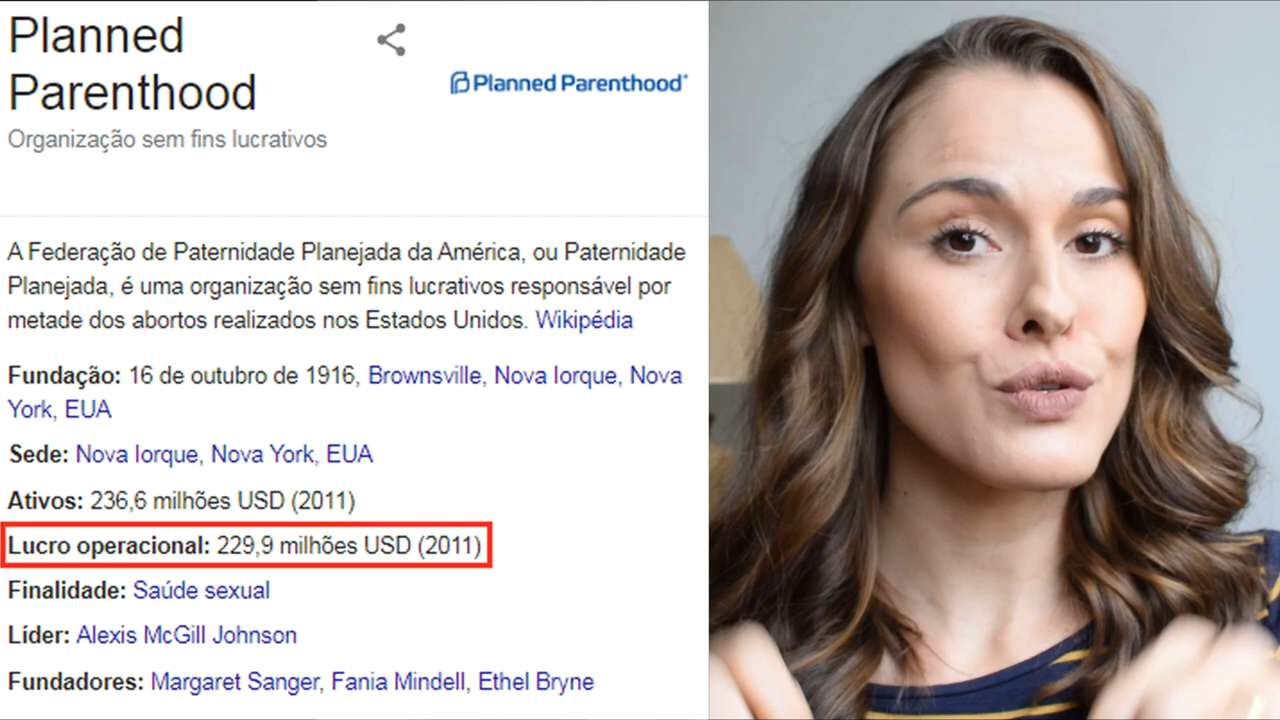 Planned
Parenthood
Planned Parenthood®
Organização sem fins lucrativos
A Federação de Paternidade Planejada da América, ou Paternidade
Planejada, é uma organização sem fins lucrativos responsável por
metade dos abortos realizados nos Estados Unidos. Wikipédia
Fundação: 16 de outubro de 1916, Brownsville, Nova Iorque, Nova
York, EUA
Sede: Nova Iorque, Nova York, EUA
Ativos: 236,6 milhões USD (2011)
Lucro operacional: 229,9 milhões USD (2011)
Finalidade: Saúde sexual
Líder: Alexis McGill Johnson
Fundadores: Margaret Sanger, Fania Mindell, Ethel Bryne